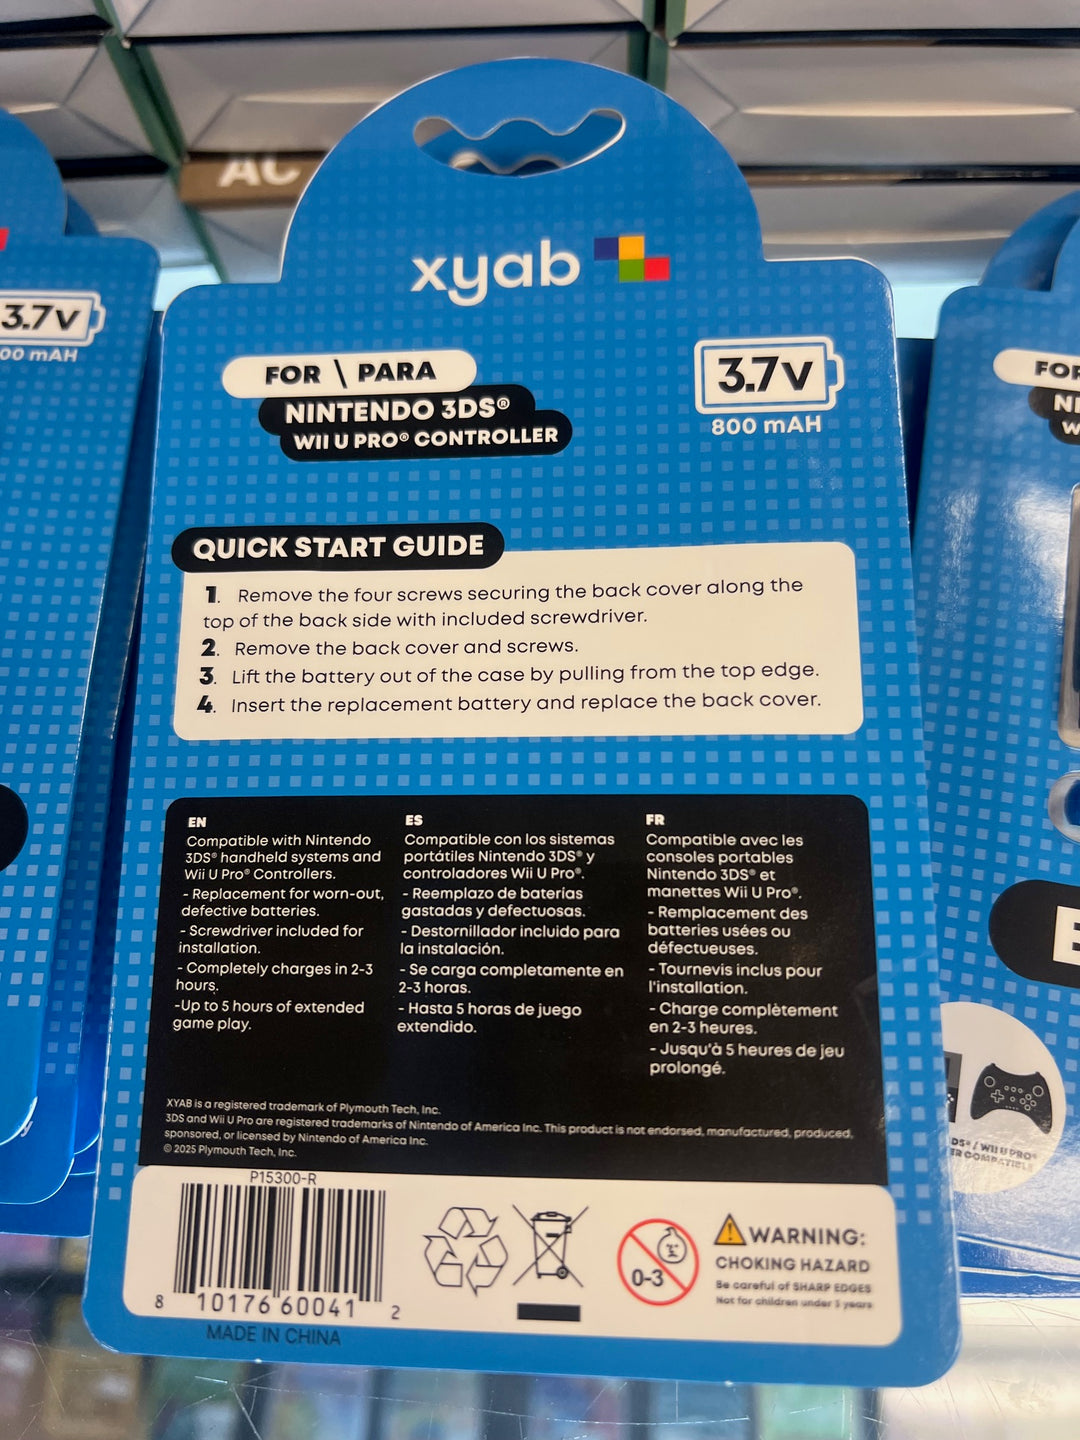 AC
3.7V
00 mAH
xyab
FOR \ PARA
NINTENDO 3DS®
WII U PRO® CONTROLLER
3.7V
800 mAH
QUICK START GUIDE
1. Remove the four screws securing the back cover along the
top of the back side with included screwdriver.
2. Remove the back cover and screws.
3. Lift the battery out of the case by pulling from the top edge.
4. Insert the replacement battery and replace the back cover.
EN
Compatible with Nintendo
3DS® handheld systems and
Wii U Pro® Controllers.
- Replacement for worn-out,
defective batteries.
- Screwdriver included for
installation.
- Completely charges in 2-3
hours.
-Up to 5 hours of extended
game play.
ES
Compatible con los sistemas
portátiles Nintendo 3DS® y
controladores Wii U Pro®.
- Reemplazo de baterías
gastadas y defectuosas.
- Destornillador incluido para
la instalación.
- Se carga completamente en
2-3 horas.
- Hasta 5 horas de juego
extendido.
FR
Compatible avec les
consoles portables
Nintendo 3DS® et
manettes Wii U Pro®.
- Remplacement des
batteries usées ou
défectueuses.
- Tournevis inclus pour
l'installation.
- Charge complètement
en 2-3 heures.
- Jusqu'à 5 heures de jeu
prolongé.
XYAB is a registered trademark of Plymouth Tech, Inc.
3DS and Wii U Pro are registered trademarks of Nintendo of America Inc. This product is not endorsed, manufactured, produced,
sponsored, or licensed by Nintendo of America Inc.
© 2025 Plymouth Tech, Inc.
P15300-R
8 10176 60041 2
MADE IN CHINA
0-3
WARNING:
CHOKING HAZARD
Be careful of SHARP EDGES
Not for children under 3 years
FOR
NI
W
E
DS® / WII U PRO®
ER COMPATIBLE